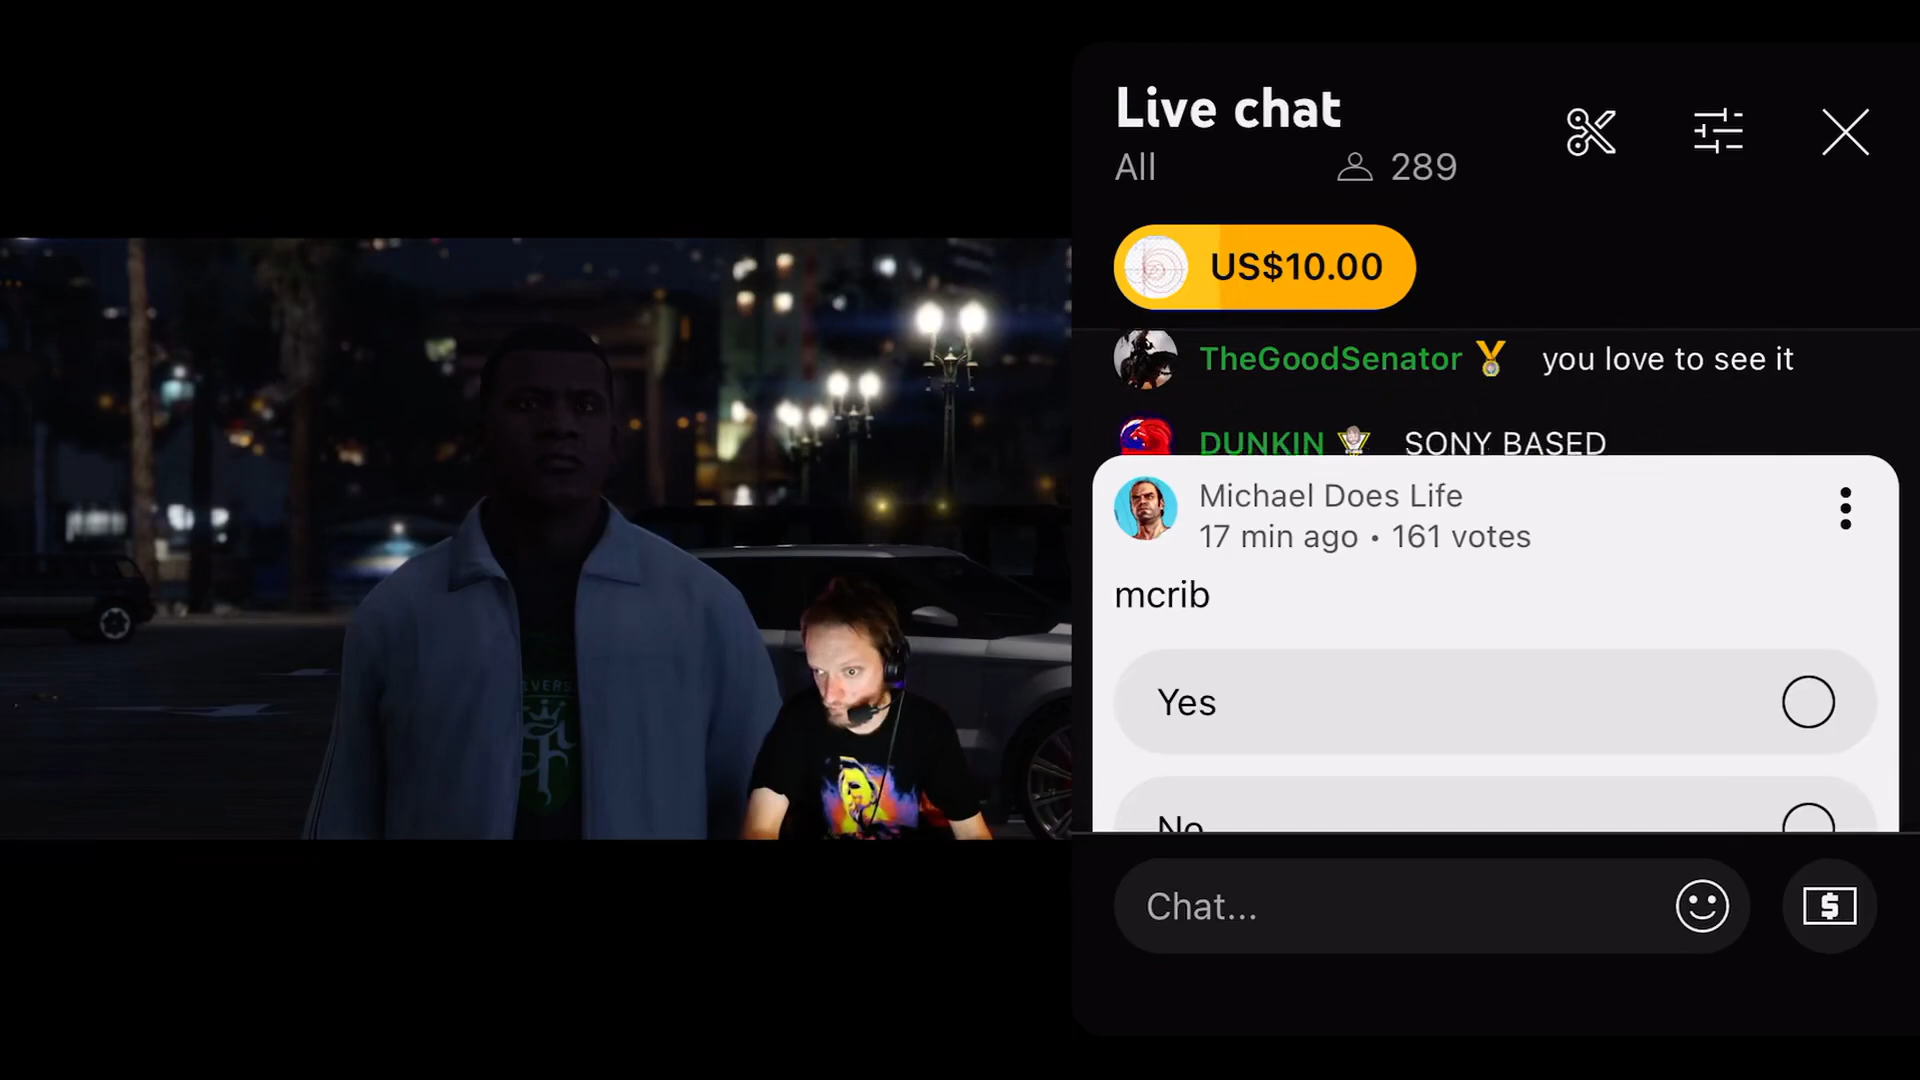 Live chat
All 289
US$10.00
TheGoodSenator you love to see it
DUNKIN SONY BASED
Michael Does Life
17 min ago • 161 votes
mcrib
Yes
No
Chat...